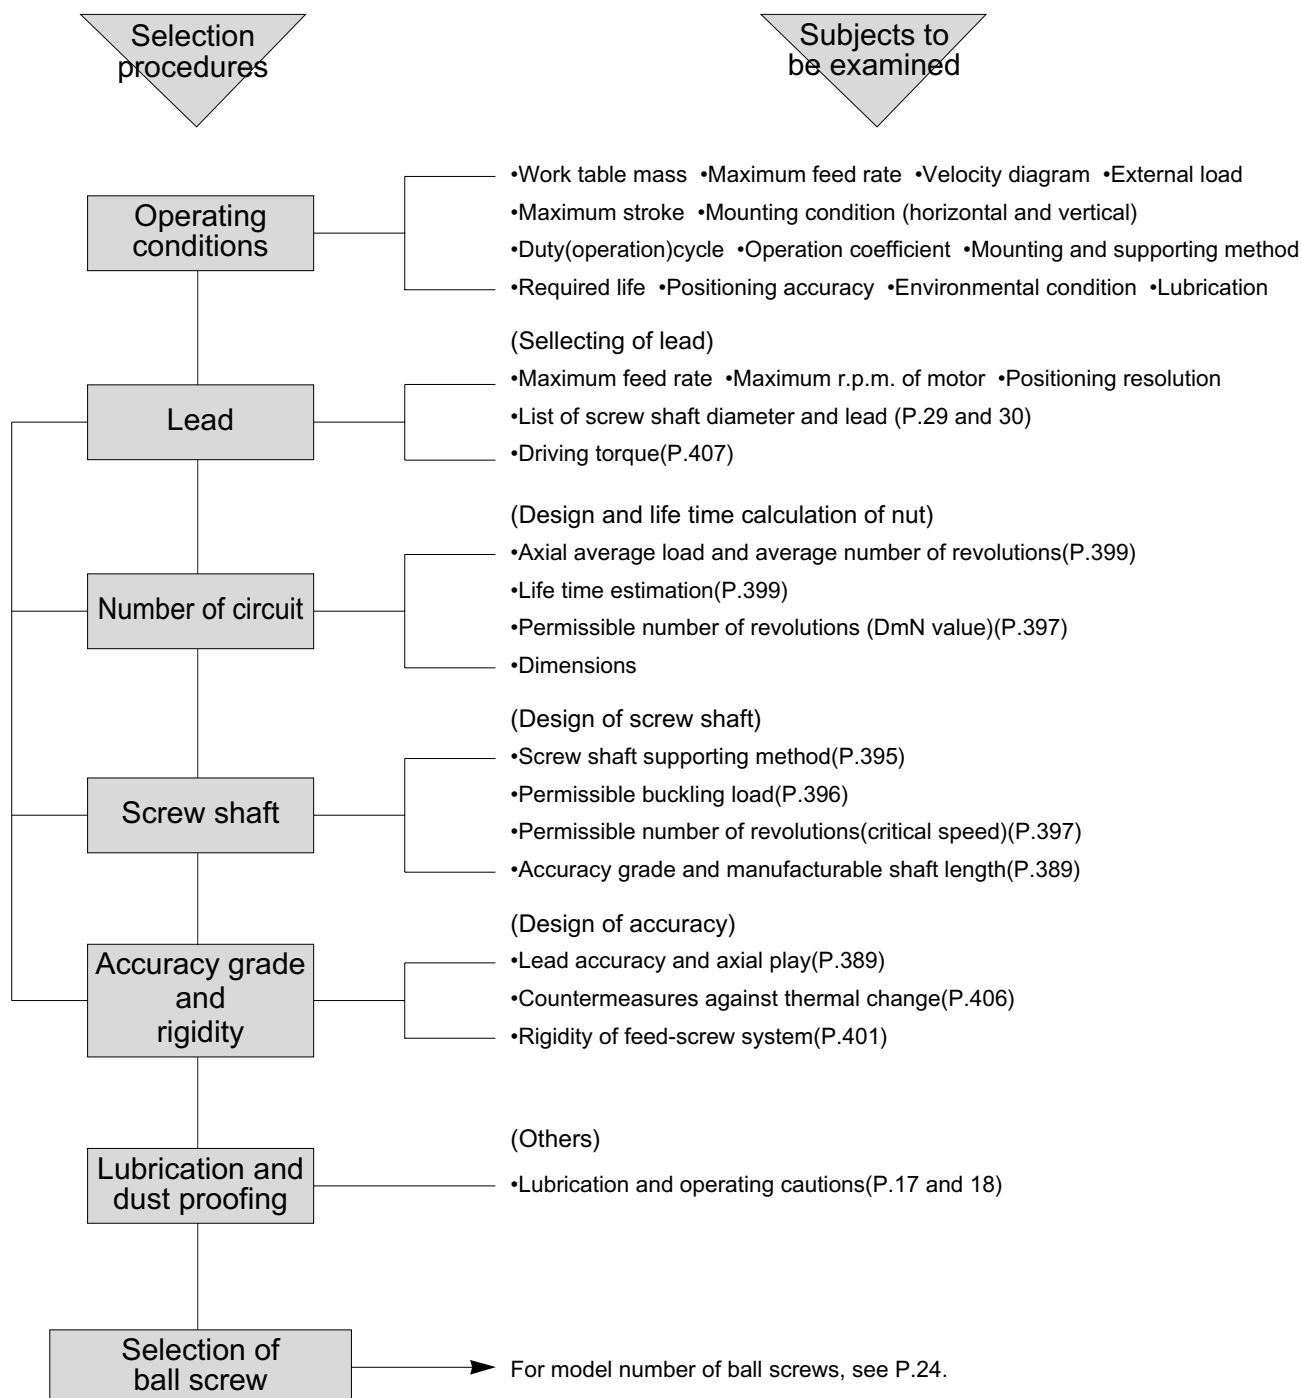 Selection
procedures
Subjects to
be examined
Operating
conditions
•Work table mass •Maximum feed rate •Velocity diagram •External load
•Maximum stroke •Mounting condition (horizontal and vertical)
•Duty(operation)cycle •Operation coefficient •Mounting and supporting method
•Required life •Positioning accuracy •Environmental condition •Lubrication
Lead
(Sellecting of lead)
•Maximum feed rate •Maximum r.p.m. of motor •Positioning resolution
•List of screw shaft diameter and lead (P.29 and 30)
•Driving torque(P.407)
Number of circuit
(Design and life time calculation of nut)
•Axial average load and average number of revolutions(P.399)
•Life time estimation(P.399)
•Permissible number of revolutions (DmN value)(P.397)
•Dimensions
Screw shaft
(Design of screw shaft)
•Screw shaft supporting method(P.395)
•Permissible buckling load(P.396)
•Permissible number of revolutions(critical speed)(P.397)
•Accuracy grade and manufacturable shaft length(P.389)
Accuracy grade
and
rigidity
(Design of accuracy)
•Lead accuracy and axial play(P.389)
•Countermeasures against thermal change(P.406)
•Rigidity of feed-screw system(P.401)
Lubrication and
dust proofing
(Others)
•Lubrication and operating cautions(P.17 and 18)
Selection of
ball screw
For model number of ball screws, see P.24.